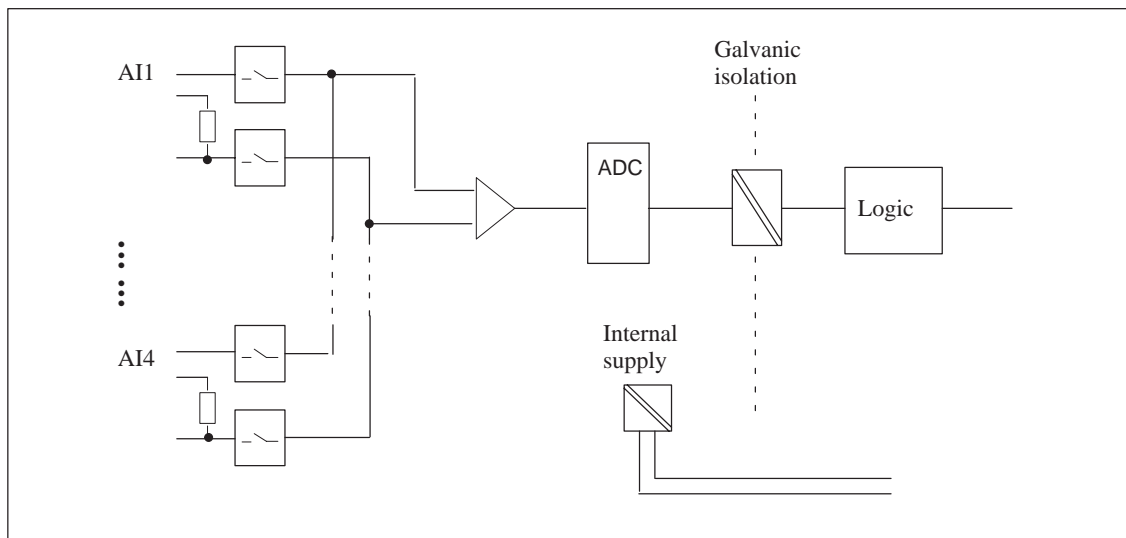 Galvanic
isolation
AI1
ADC
Logic
Internal
supply
AI4